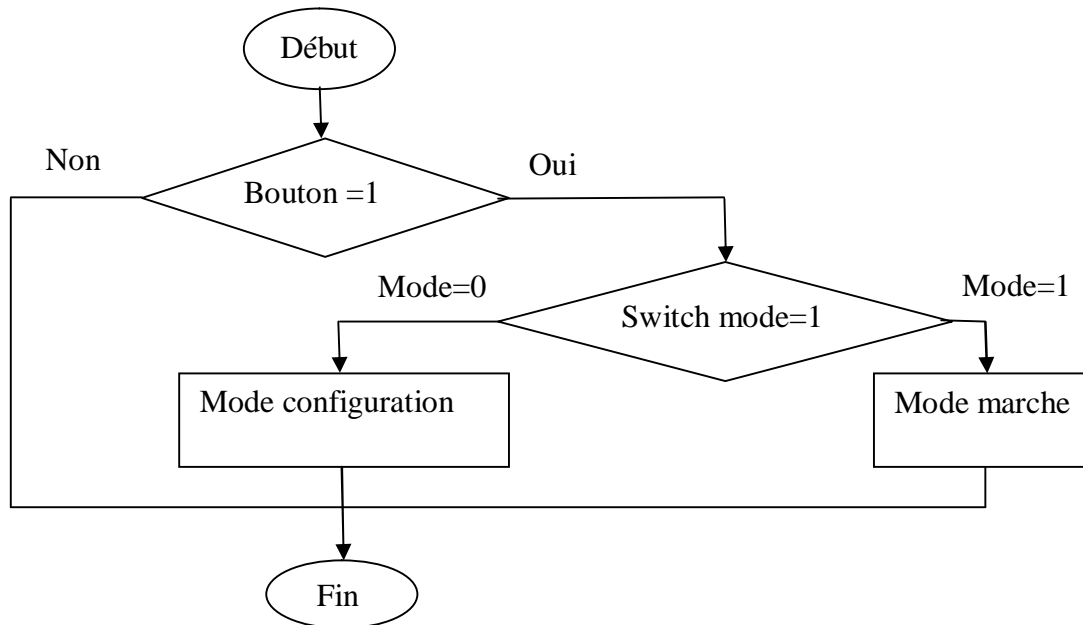 Début
Non
Oui
Bouton =1
Mode=0
Mode=1
Switch mode=1
Mode configuration
Mode marche
Fin